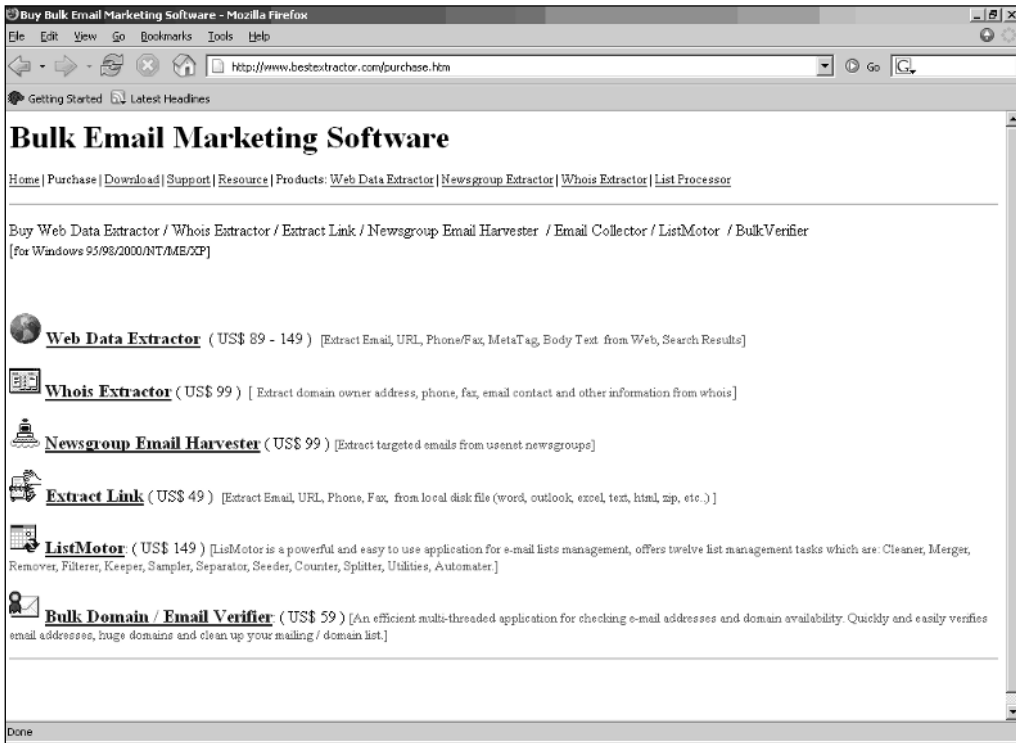 Buy Bulk Email Marketing Software - Mozilla Firefox
File Edit View Go Bookmarks Tools Help
http://www.bestextractor.com/purchase.htm Go G
Getting Started Latest Headlines
Bulk Email Marketing Software
Home | Purchase | Download | Support | Resource | Products: Web Data Extractor | Newsgroup Extractor | Whois Extractor | List Processor
Buy Web Data Extractor / Whois Extractor / Extract Link / Newsgroup Email Harvester / Email Collector / ListMotor / BulkVerifier
[for Windows 95/98/2000/NT/ME/XP]
Web Data Extractor ( US$ 89 - 149 ) [Extract Email, URL, Phone/Fax, MetaTag, Body Text from Web, Search Results]
Whois Extractor ( US$ 99 ) [ Extract domain owner address, phone, fax, email contact and other information from whois]
Newsgroup Email Harvester ( US$ 99 ) [Extract targeted emails from usenet newsgroups]
Extract Link ( US$ 49 ) [Extract Email, URL, Phone, Fax, from local disk file (word, outlook, excel, text, html, zip, etc..) ]
ListMotor: ( US$ 149 ) [LisMotor is a powerful and easy to use application for e-mail lists management, offers twelve list management tasks which are: Cleaner, Merger,
Remover, Filterer, Keeper, Sampler, Separator, Seeder, Counter, Splitter, Utilities, Automater.]
Bulk Domain / Email Verifier: ( US$ 59 ) [An efficient multi-threaded application for checking e-mail addresses and domain availability. Quickly and easily verifies
email addresses, huge domains and clean up your mailing / domain list.]
Done